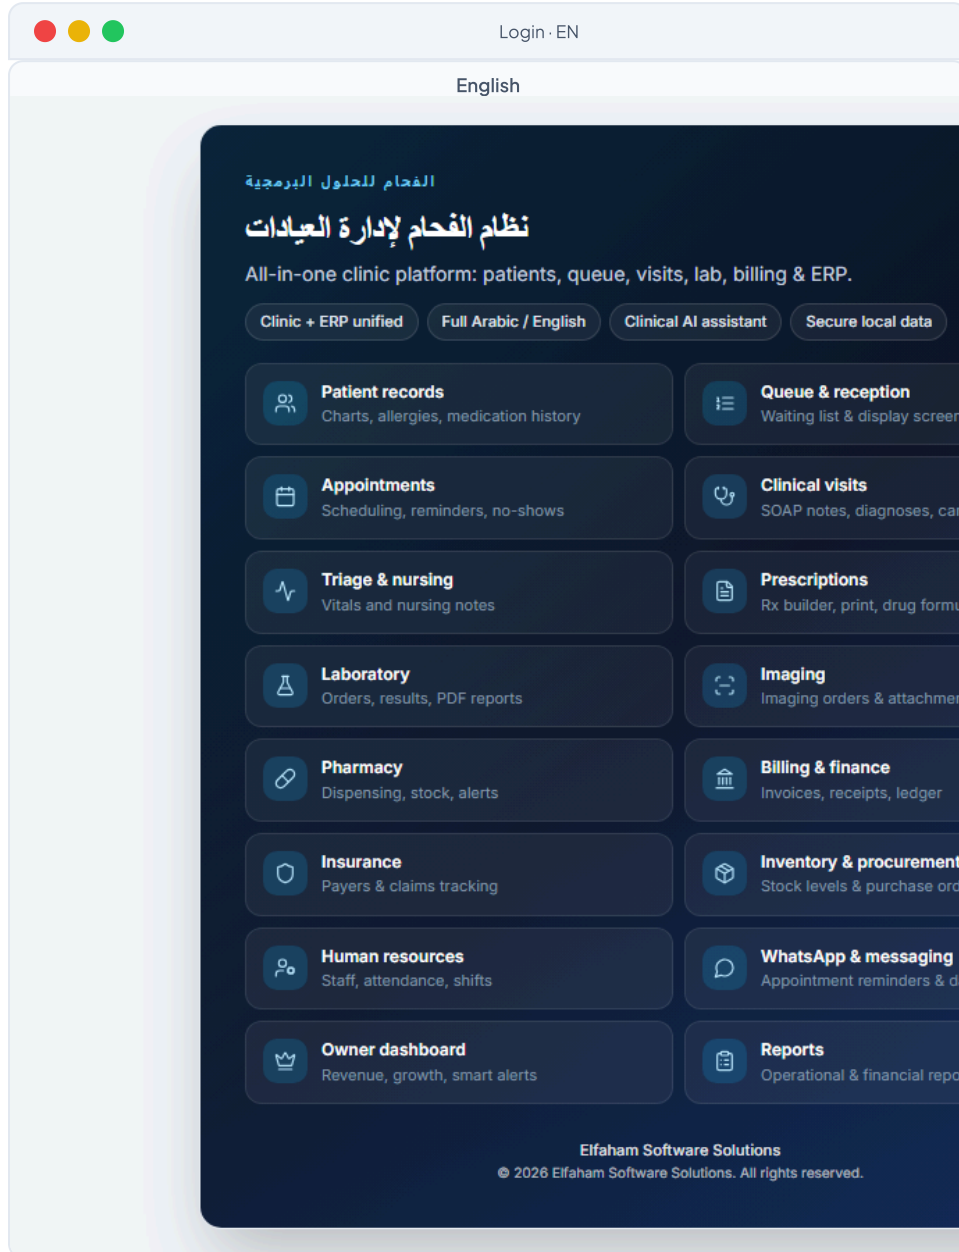 Login · EN
English
الفحام للحلول البرمجية
نظام الفحام لإدارة العيادات
All-in-one clinic platform: patients, queue, visits, lab, billing & ERP.
Clinic + ERP unified
Full Arabic / English
Clinical AI assistant
Secure local data
Patient records
Charts, allergies, medication history
Queue & reception
Waiting list & display
Appointments
Scheduling, reminders, no-shows
Clinical visits
SOAP notes, diagnoses,
Triage & nursing
Vitals and nursing notes
Prescriptions
Rx builder, print, drug
Laboratory
Orders, results, PDF reports
Imaging
Imaging orders &
Pharmacy
Dispensing, stock, alerts
Billing & finance
Invoices, receipts, ledger
Insurance
Payers & claims tracking
Inventory & procurement
Stock levels & purchase
Human resources
Staff, attendance, shifts
WhatsApp & messaging
Appointment reminders &
Owner dashboard
Revenue, growth, smart alerts
Reports
Operational & financial
Elfaham Software Solutions
© 2026 Elfaham Software Solutions. All rights reserved.